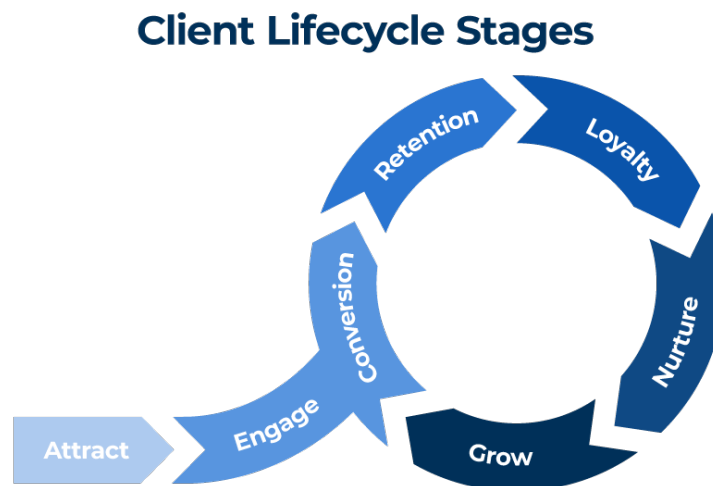 Client Lifecycle Stages
Attract
Engage
Conversion
Retention
Loyalty
Nurture
Grow